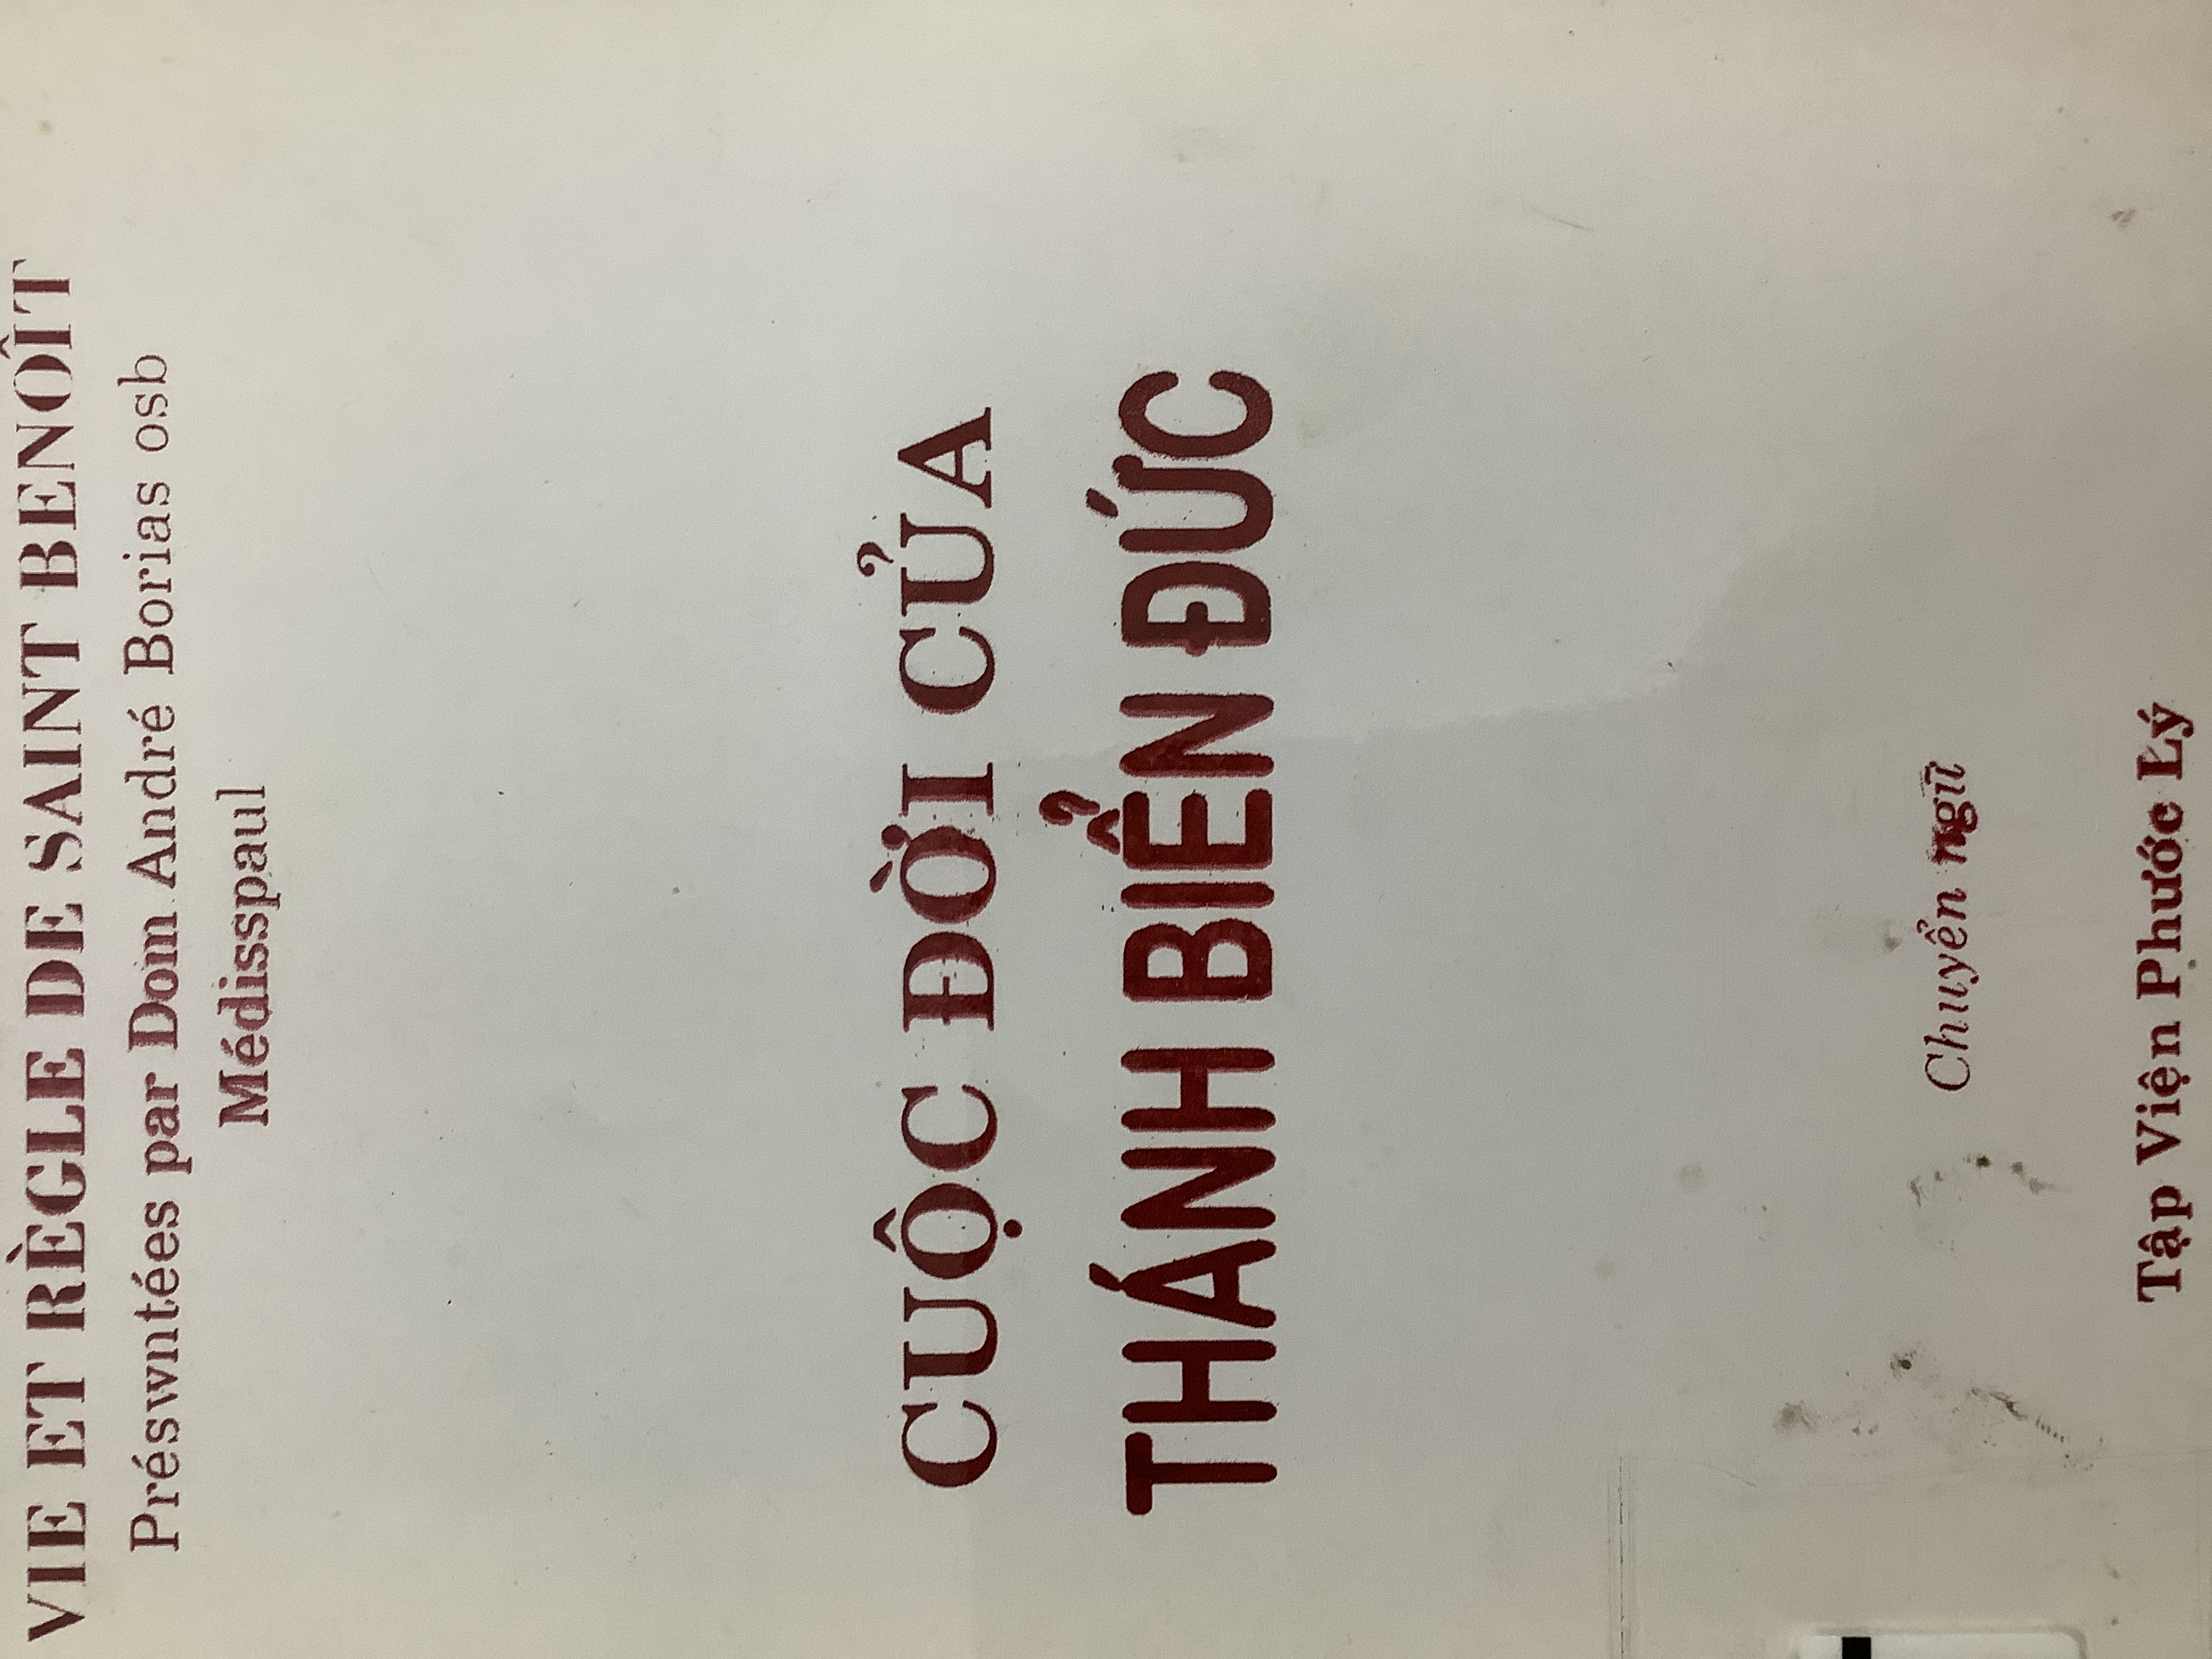 VIE ET RÈGLE DE SAINT BENOÎT
Préswntées par Dom André Borias osb
Médisspaul
CUỘC ĐỜI CỦA
THÁNH BIỂN ĐỨC
Chuyển ngữ
Tập Viện Phước Lý